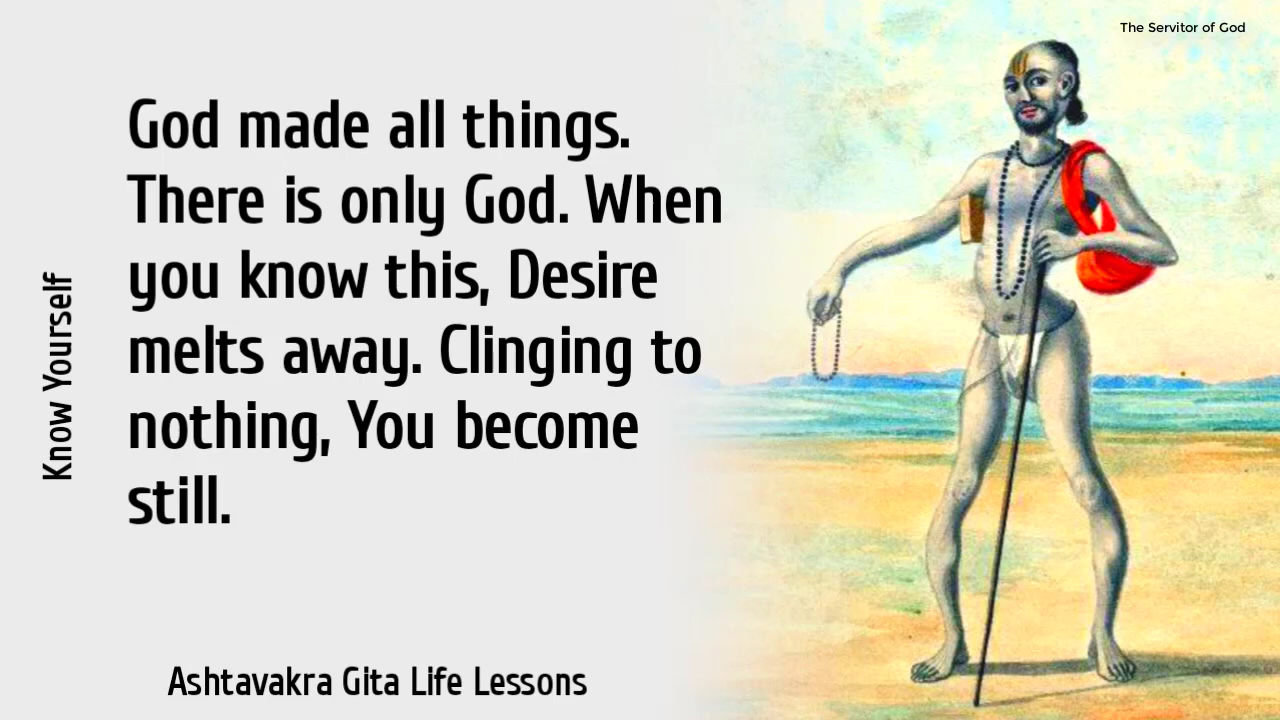 The Servitor of God
God made all things.
There is only God. When
you know this, Desire
melts away. Clinging to
nothing, You become
still.
Know Yourself
Ashtavakra Gita Life Lessons